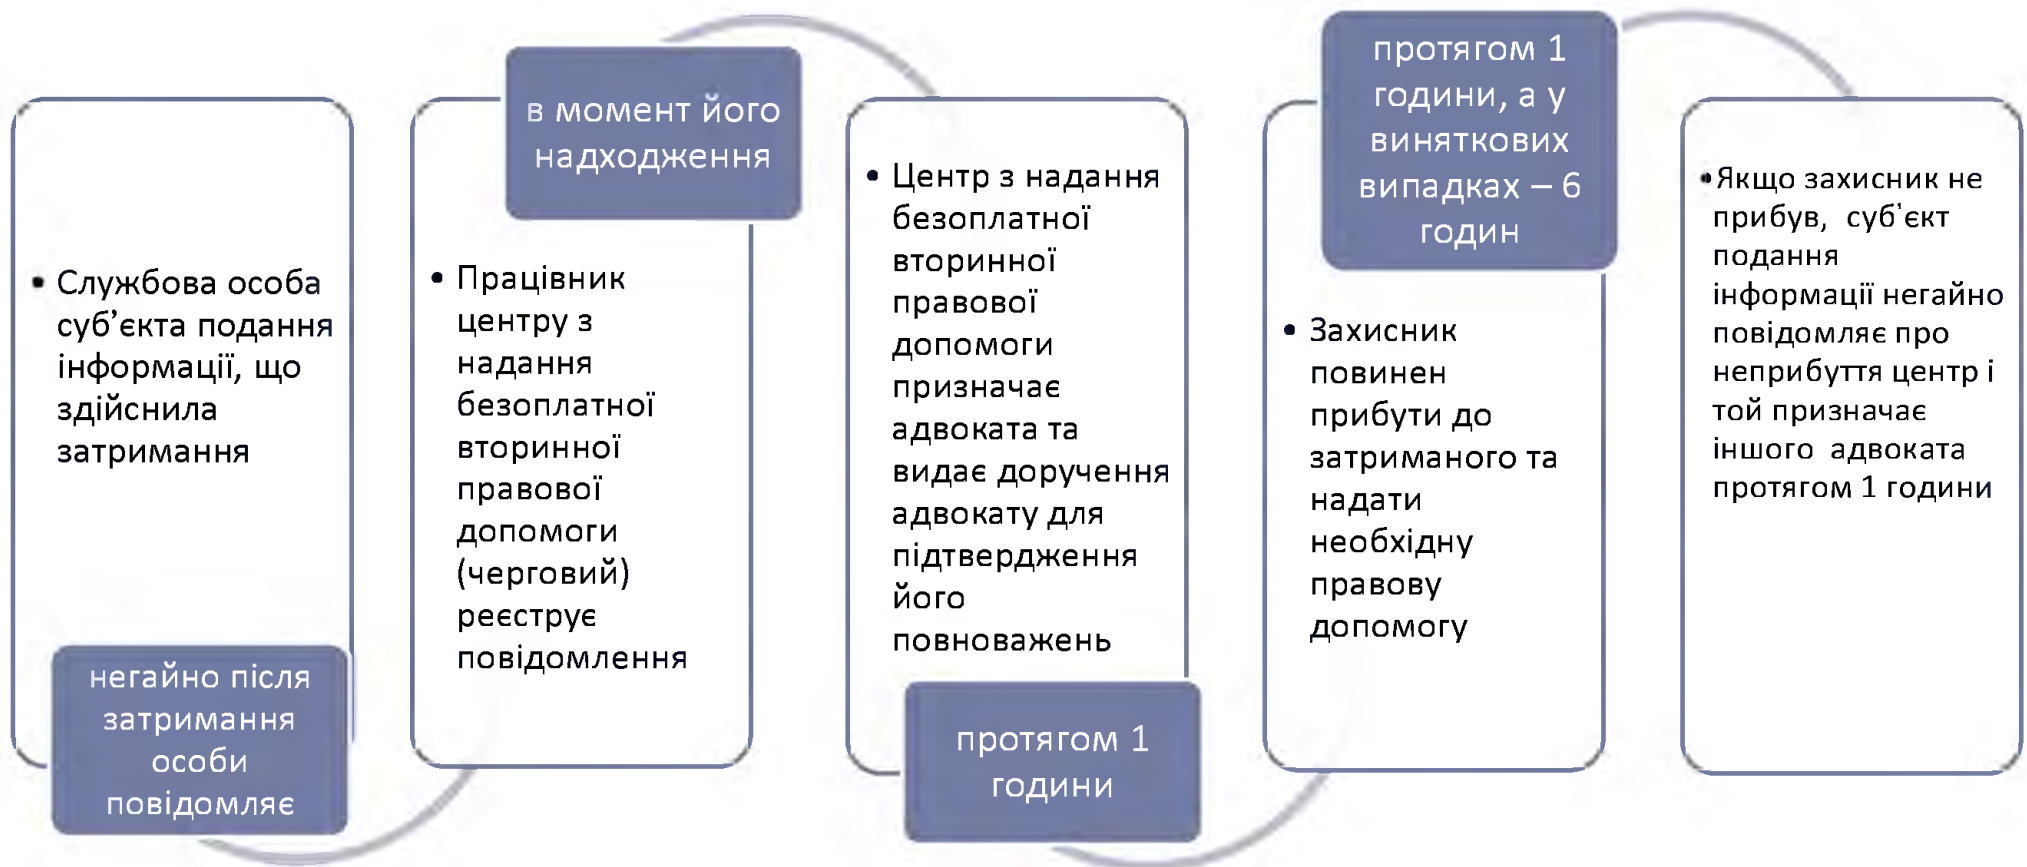 Службова особа
суб’єкта подання
інформації, що
здійснила
затримання
негайно після
затримання
особи
повідомляє
в момент його
надходження
Працівник
центру з
надання
безоплатної
вторинної
правової
допомоги
(черговий)
реєструє
повідомлення
Центр з надання
безоплатної
вторинної
правової
допомоги
призначає
адвоката та
видає доручення
адвокату для
підтвердження
його
повноважень
протягом 1
години
протягом 1
години, а у
виняткових
випадках – 6
годин
Захисник
повинен
прибути до
затриманого та
надати
необхідну
правову
допомогу
Якщо захисник не
прибув, суб’єкт
подання
інформації негайно
повідомляє про
неприбуття центр і
той призначає
іншого адвоката
протягом 1 години